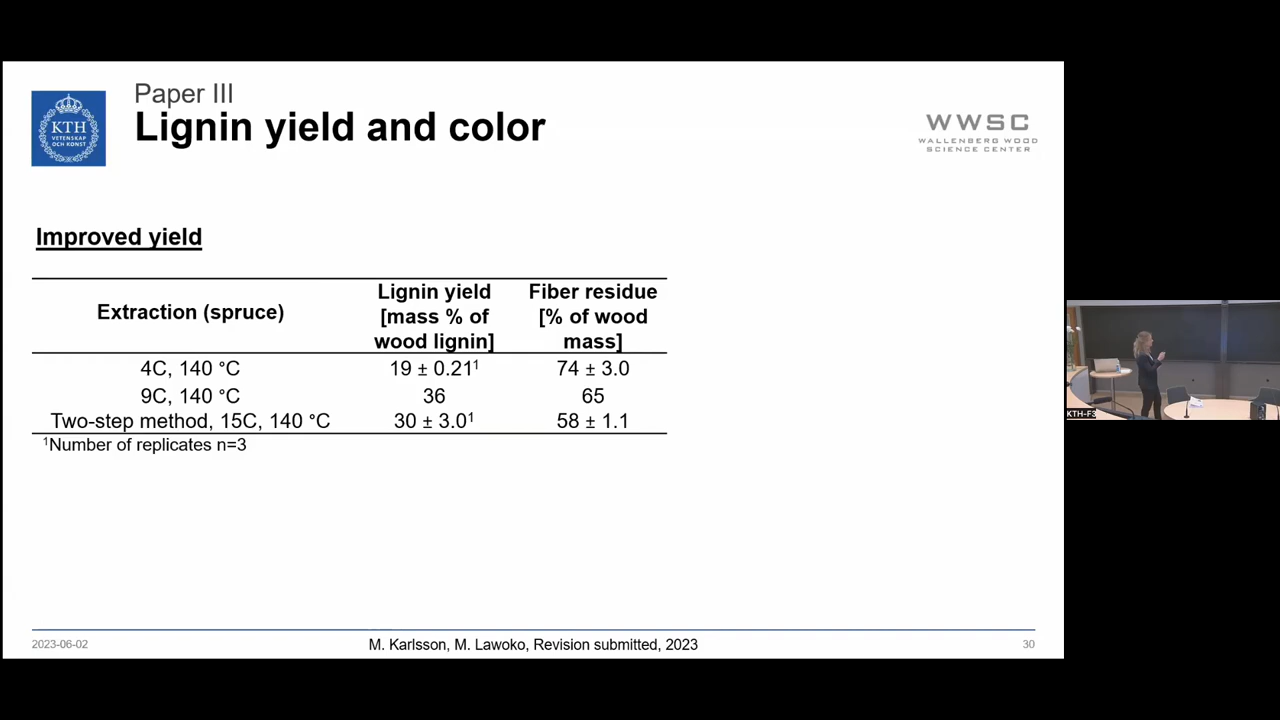 Paper III
Lignin yield and color
KTH
VETENSKAP
OCH KONST
WWSC
WALLENBERG WOOD
SCIENCE CENTER
Improved yield
Extraction (spruce)
Lignin yield
[mass % of
wood lignin]
Fiber residue
[% of wood
mass]
4C, 140 °C 19 ± 0.21¹ 74 ± 3.0
9C, 140 °C 36 65
Two-step method, 15C, 140 °C 30 ± 3.0¹ 58 ± 1.1
¹Number of replicates n=3
2023-06-02 M. Karlsson, M. Lawoko, Revision submitted, 2023 30
KTH-F3